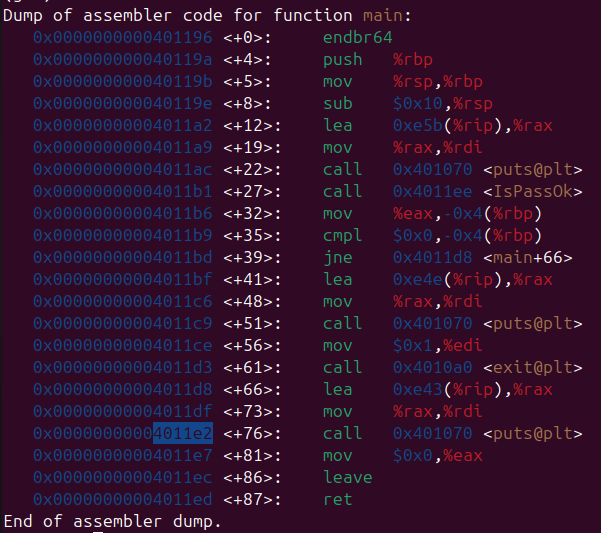 Dump of assembler code for function main:
0x0000000000401196 <+0>: endbr64
0x000000000040119a <+4>: push %rbp
0x000000000040119b <+5>: mov %rsp,%rbp
0x000000000040119e <+8>: sub $0x10,%rsp
0x00000000004011a2 <+12>: lea 0xe5b(%rip),%rax
0x00000000004011a9 <+19>: mov %rax,%rdi
0x00000000004011ac <+22>: call 0x401070 <puts@plt>
0x00000000004011b1 <+27>: call 0x4011ee <IsPassOk>
0x00000000004011b6 <+32>: mov %eax,-0x4(%rbp)
0x00000000004011b9 <+35>: cmpl $0x0,-0x4(%rbp)
0x00000000004011bd <+39>: jne 0x4011d8 <main+66>
0x00000000004011bf <+41>: lea 0xe4e(%rip),%rax
0x00000000004011c6 <+48>: mov %rax,%rdi
0x00000000004011c9 <+51>: call 0x401070 <puts@plt>
0x00000000004011ce <+56>: mov $0x1,%edi
0x00000000004011d3 <+61>: call 0x4010a0 <exit@plt>
0x00000000004011d8 <+66>: lea 0xe43(%rip),%rax
0x00000000004011df <+73>: mov %rax,%rdi
0x00000000004011e2 <+76>: call 0x401070 <puts@plt>
0x00000000004011e7 <+81>: mov $0x0,%eax
0x00000000004011ec <+86>: leave
0x00000000004011ed <+87>: ret
End of assembler dump.